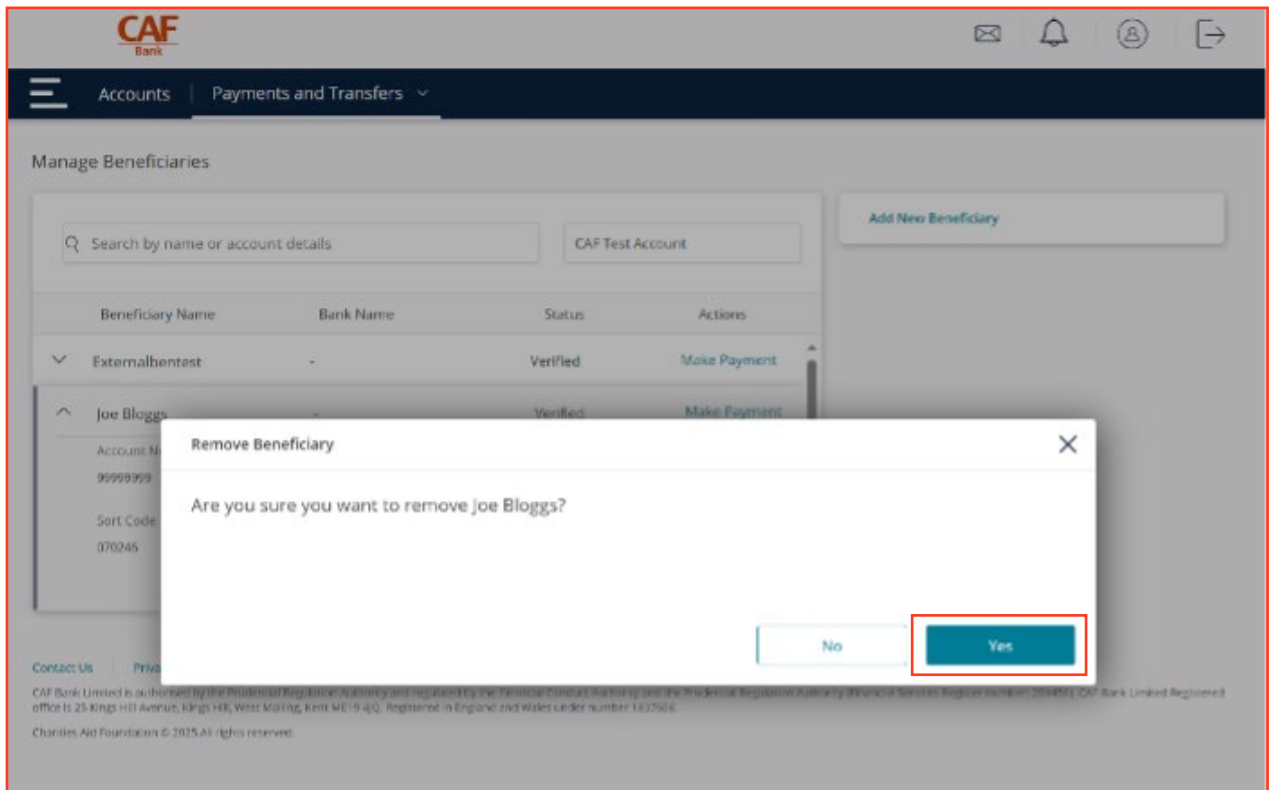 CAF
Bank
Accounts Payments and Transfers
Manage Beneficiaries
Search by name or account details CAF Test Account
Add New Beneficiary
Beneficiary Name Bank Name Status Actions
Externalbentest - Verified Make Payment
Joe Bloggs - Verified Make Payment
Account N
99999999
Sort Code
070246
Remove Beneficiary
Are you sure you want to remove Joe Bloggs?
No Yes
Contact Us Priva
CAF Bank Limited is authorised by the Prudential Regulation Authority and regulated by the Financial Conduct Authority and the Prudential Regulation Authority (Financial Services Register number CAF Bank Limited Registered
office is 25 Kings Hill Avenue, Kings Hill, West Malling, Kent ME19 4JQ. Registered in England and Wales under number
Charities Aid Foundation © 2025.All rights reserved.